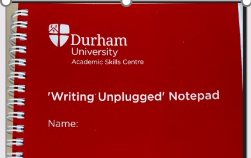 Durham
University
Academic Skills Centre
'Writing Unplugged' Notepad
Name: